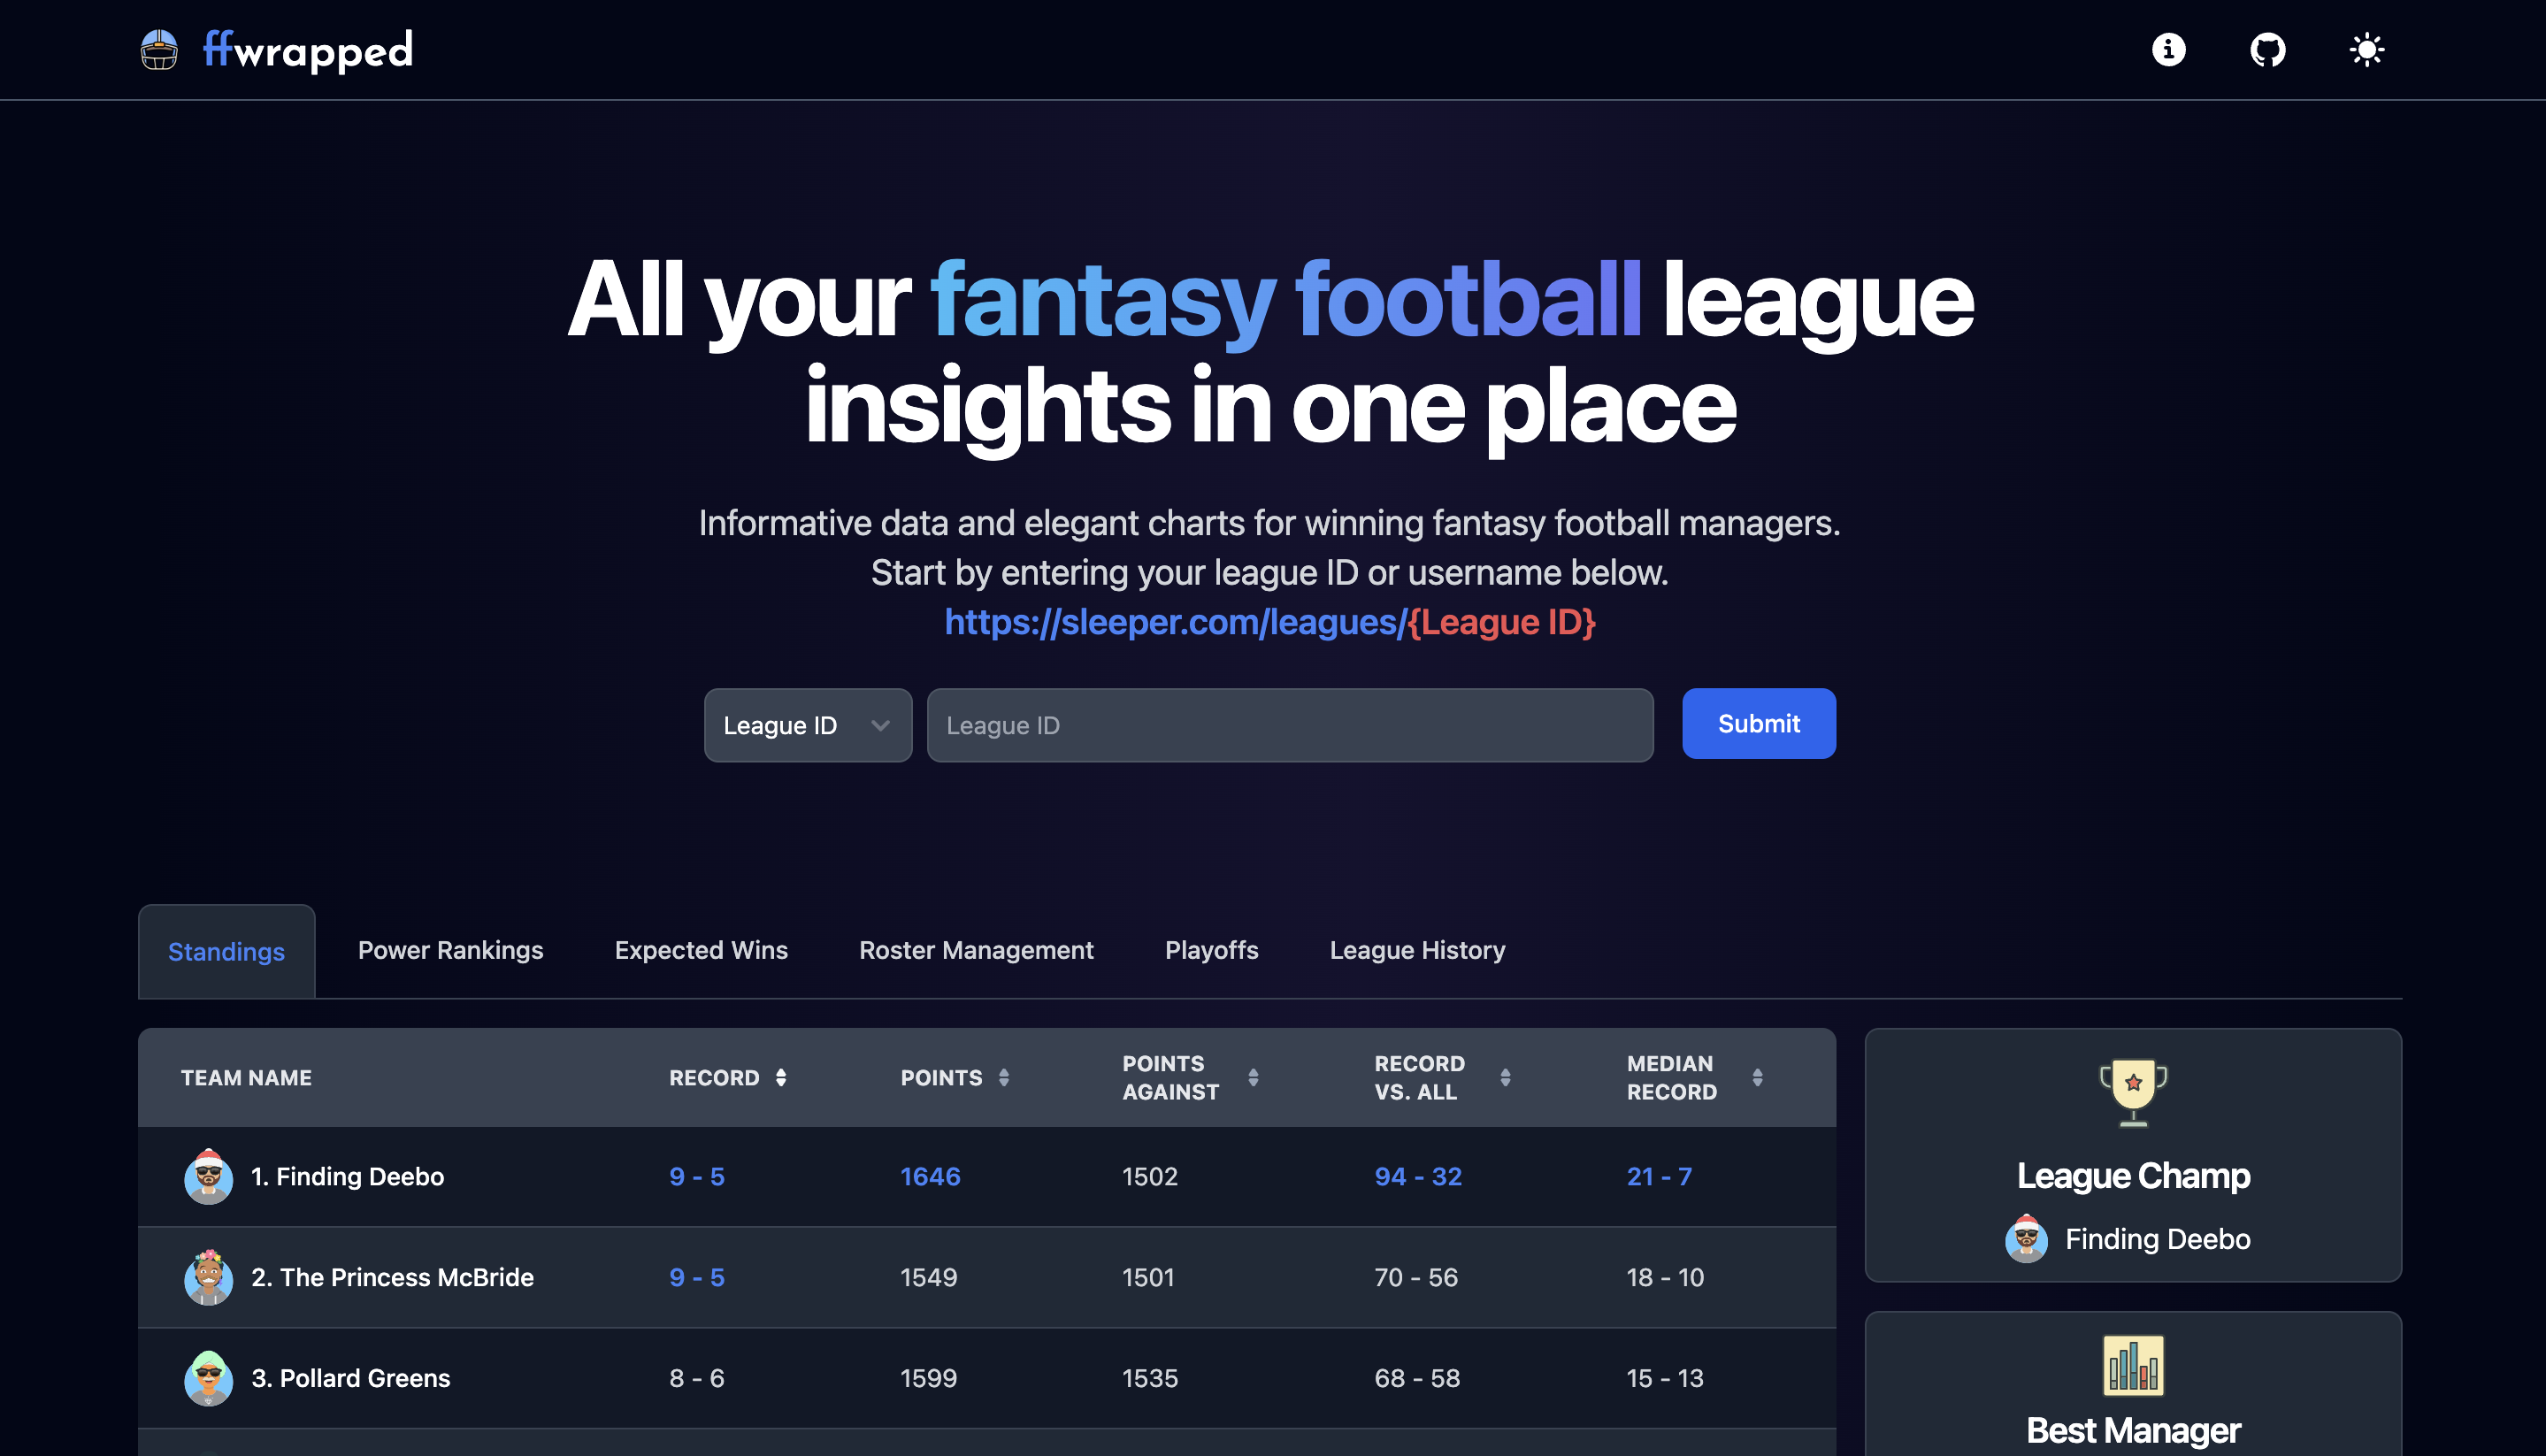 ffwrapped
All your fantasy football league
insights in one place
Informative data and elegant charts for winning fantasy football managers.
Start by entering your league ID or username below.
https://sleeper.com/leagues/{League ID}
League ID
League ID
Submit
Standings
Power Rankings
Expected Wins
Roster Management
Playoffs
League History
TEAM NAME
RECORD
POINTS
POINTS
AGAINST
RECORD
VS. ALL
MEDIAN
RECORD
1. Finding Deebo
9 - 5
1646
1502
94 - 32
21 - 7
2. The Princess McBride
9 - 5
1549
1501
70 - 56
18 - 10
3. Pollard Greens
8 - 6
1599
1535
68 - 58
15 - 13
League Champ
Finding Deebo
Best Manager